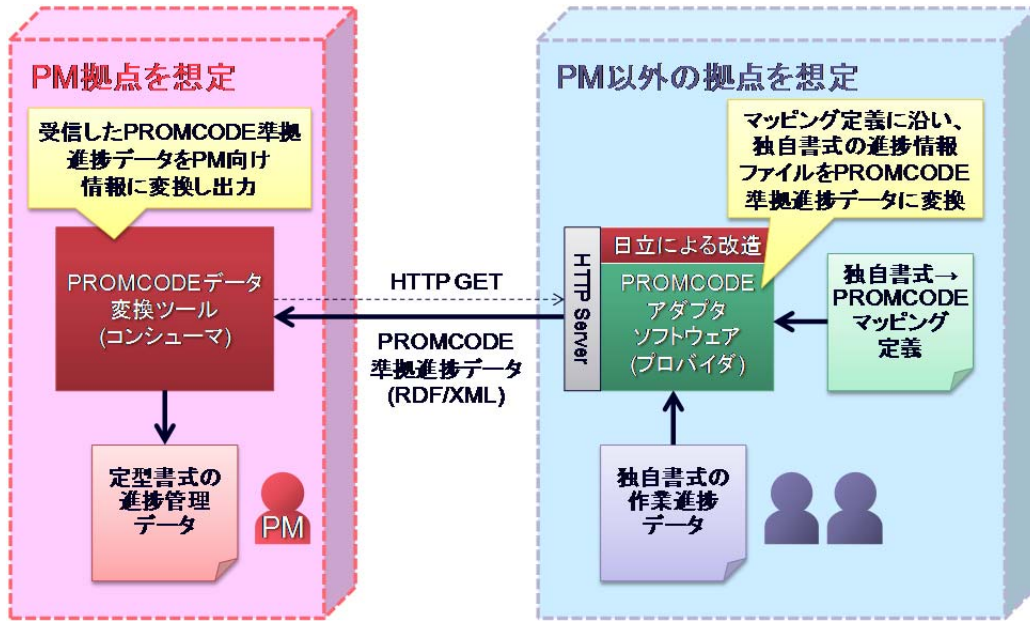 PM拠点を想定
受信したPROMCODE準拠
進捗データをPM向け
情報に変換し出力
PROMCODEデータ
変換ツール
(コンシューマ)
定型書式の
進捗管理
データ
PM
HTTP GET
PROMCODE
準拠進捗データ
(RDF/XML)
PM以外の拠点を想定
マッピング定義に沿い、
独自書式の進捗情報
ファイルをPROMCODE
準拠進捗データに変換
HTTP Server
日立による改造
PROMCODE
アダプタ
ソフトウェア
(プロバイダ)
独自書式→
PROMCODE
マッピング
定義
独自書式の
作業進捗
データ